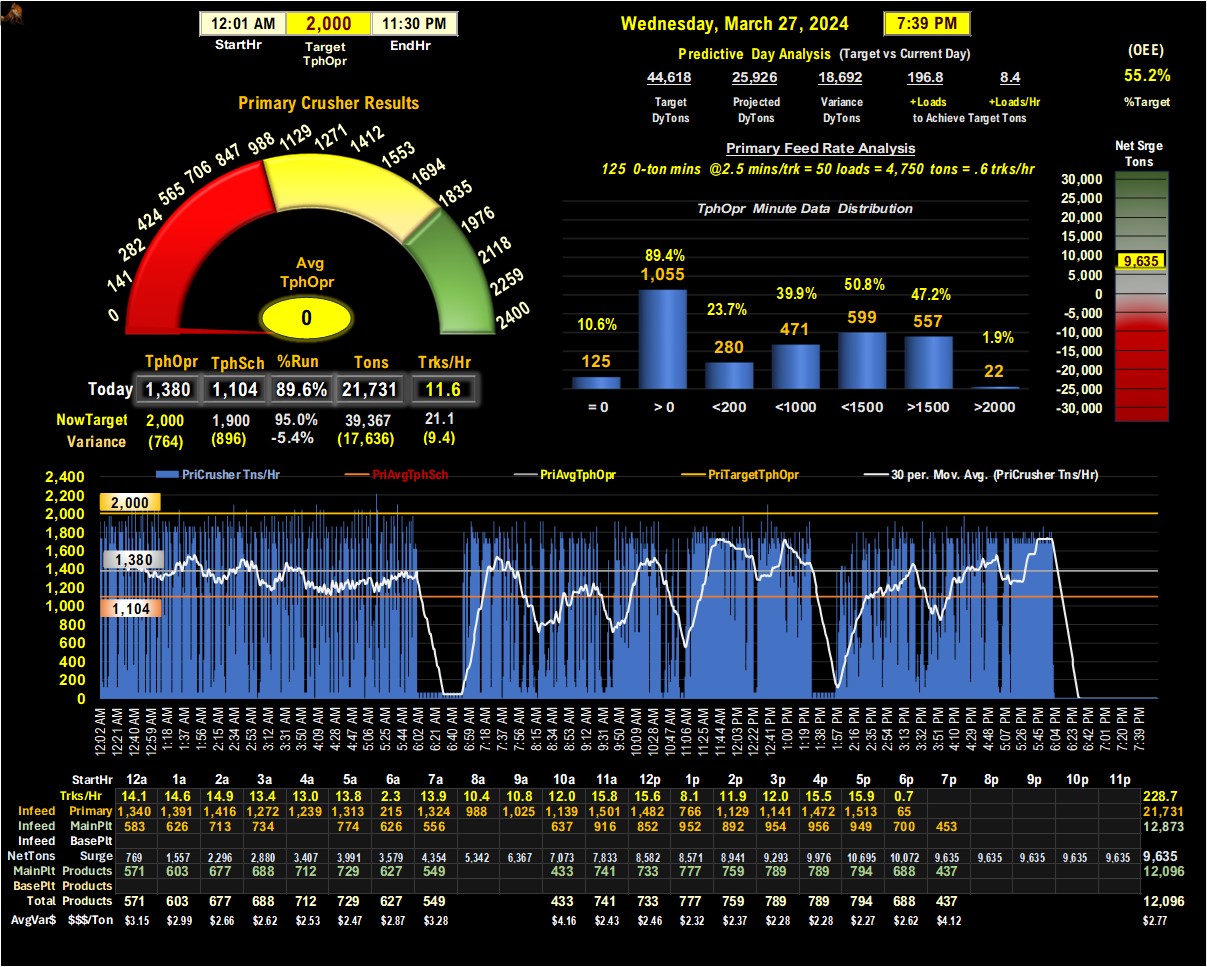 12:01 AM 2,000 11:30 PM
StartHr Target TphOpr EndHr
Wednesday, March 27, 2024 7:39 PM
Predictive Day Analysis (Target vs Current Day)
44,618 25,926 18,692 196.8 8.4
Target DyTons Projected DyTons Variance DyTons +Loads +Loads/Hr
to Achieve Target Tons
(OEE)
55.2%
%Target
Primary Crusher Results
0 141 282 424 565 706 847 988 1129 1271 1412 1553 1694 1835 1976 2118 2259 2400
Avg
TphOpr
0
TphOpr TphSch %Run Tons Trks/Hr
Today 1,380 1,104 89.6% 21,731 11.6
NowTarget 2,000 1,900 95.0% 39,367 21.1
Variance (764) (896) -5.4% (17,636) (9.4)
Primary Feed Rate Analysis
125 0-ton mins @2.5 mins/trk = 50 loads = 4,750 tons = .6 trks/hr
TphOpr Minute Data Distribution
10.6% 89.4% 23.7% 39.9% 50.8% 47.2% 1.9%
125 1,055 280 471 599 557 22
= 0 > 0 <200 <1000 <1500 >1500 >2000
Net Srge
Tons
30,000
25,000
20,000
15,000
10,000
9,635
5,000
0
-5,000
-10,000
-15,000
-20,000
-25,000
-30,000
PriCrusher Tns/Hr PriAvgTphSch PriAvgTphOpr PriTargetTphOpr 30 per. Mov. Avg. (PriCrusher Tns/Hr)
2,400
2,200
2,000
1,800
1,600
1,400
1,200
1,000
800
600
400
200
0
2,000
1,380
1,104
12:02 AM 12:21 AM 12:40 AM 12:59 AM 1:18 AM 1:37 AM 1:56 AM 2:15 AM 2:34 AM 2:53 AM 3:12 AM 3:31 AM 3:50 AM 4:09 AM 4:28 AM 4:47 AM 5:06 AM 5:25 AM 5:44 AM 6:02 AM 6:21 AM 6:40 AM 6:59 AM 7:18 AM 7:37 AM 7:56 AM 8:15 AM 8:34 AM 8:53 AM 9:12 AM 9:31 AM 9:50 AM 10:09 AM 10:28 AM 10:47 AM 11:06 AM 11:25 AM 11:44 AM 12:03 PM 12:22 PM 12:41 PM 1:00 PM 1:19 PM 1:38 PM 1:57 PM 2:16 PM 2:35 PM 2:54 PM 3:13 PM 3:32 PM 3:51 PM 4:10 PM 4:29 PM 4:48 PM 5:07 PM 5:26 PM 5:45 PM 6:04 PM 6:23 PM 6:42 PM 7:01 PM 7:20 PM 7:39 PM
StartHr 12a 1a 2a 3a 4a 5a 6a 7a 8a 9a 10a 11a 12p 1p 2p 3p 4p 5p 6p 7p 8p 9p 10p 11p
Trks/Hr 14.1 14.6 14.9 13.4 13.0 13.8 2.3 13.9 10.4 10.8 12.0 15.8 15.6 8.1 11.9 12.0 15.5 15.9 0.7 228.7
Infeed Primary 1,340 1,391 1,416 1,272 1,239 1,313 215 1,324 988 1,025 1,139 1,501 1,482 766 1,129 1,141 1,472 1,513 65 21,731
Infeed MainPlt 583 626 713 734 774 626 556 637 916 852 952 892 954 956 949 700 453 12,873
Infeed BasePlt
NetTons Surge 769 1,557 2,296 2,880 3,407 3,991 3,579 4,354 5,342 6,367 7,073 7,833 8,582 8,571 8,941 9,293 9,976 10,695 10,072 9,635 9,635 9,635 9,635 9,635 9,635
MainPlt Products 571 603 677 688 712 729 627 549 433 741 733 777 759 789 789 794 688 437 12,096
BasePlt Products
Total Products 571 603 677 688 712 729 627 549 433 741 733 777 759 789 789 794 688 437 12,096
AvgVar$ $$$/Ton $3.15 $2.99 $2.66 $2.62 $2.53 $2.47 $2.87 $3.28 $4.16 $2.43 $2.46 $2.32 $2.37 $2.28 $2.28 $2.27 $2.62 $4.12 $2.77